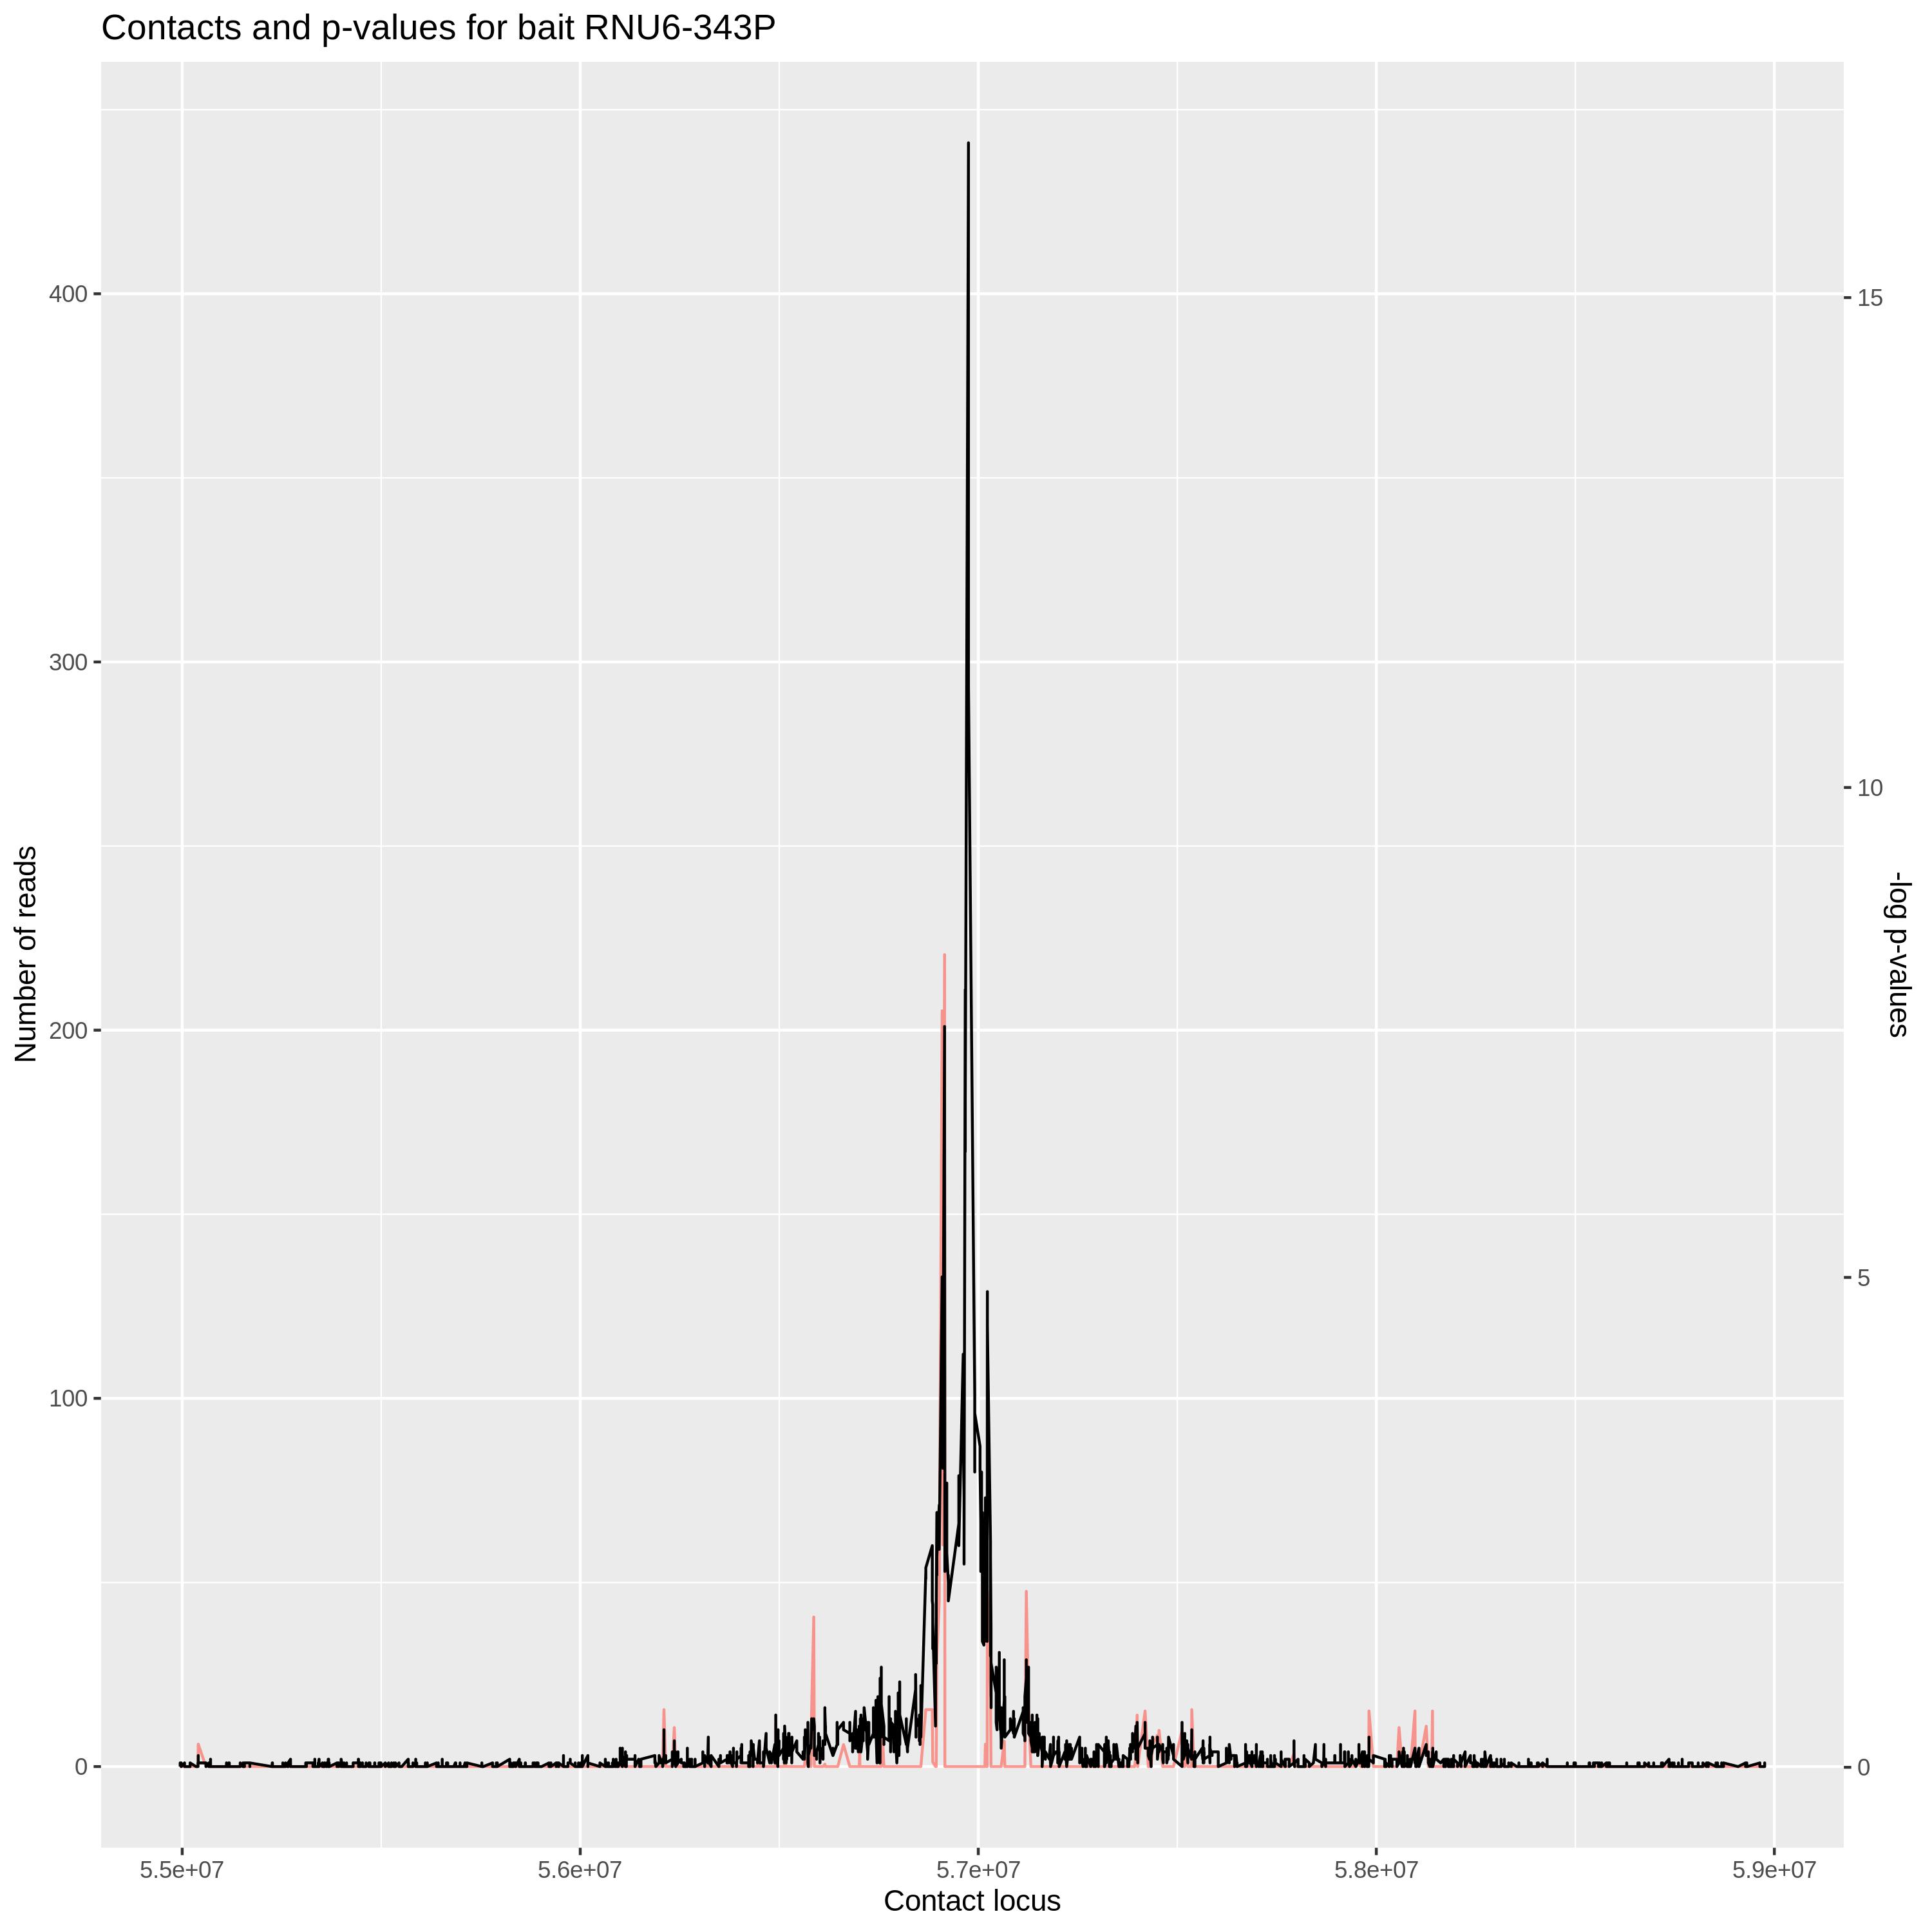 Contacts and p-values for bait RNU6-343P
400
300
200
100
0
Number of reads
15
10
5
0
-log p-values
5.5e+07
5.6e+07
5.7e+07
5.8e+07
5.9e+07
Contact locus